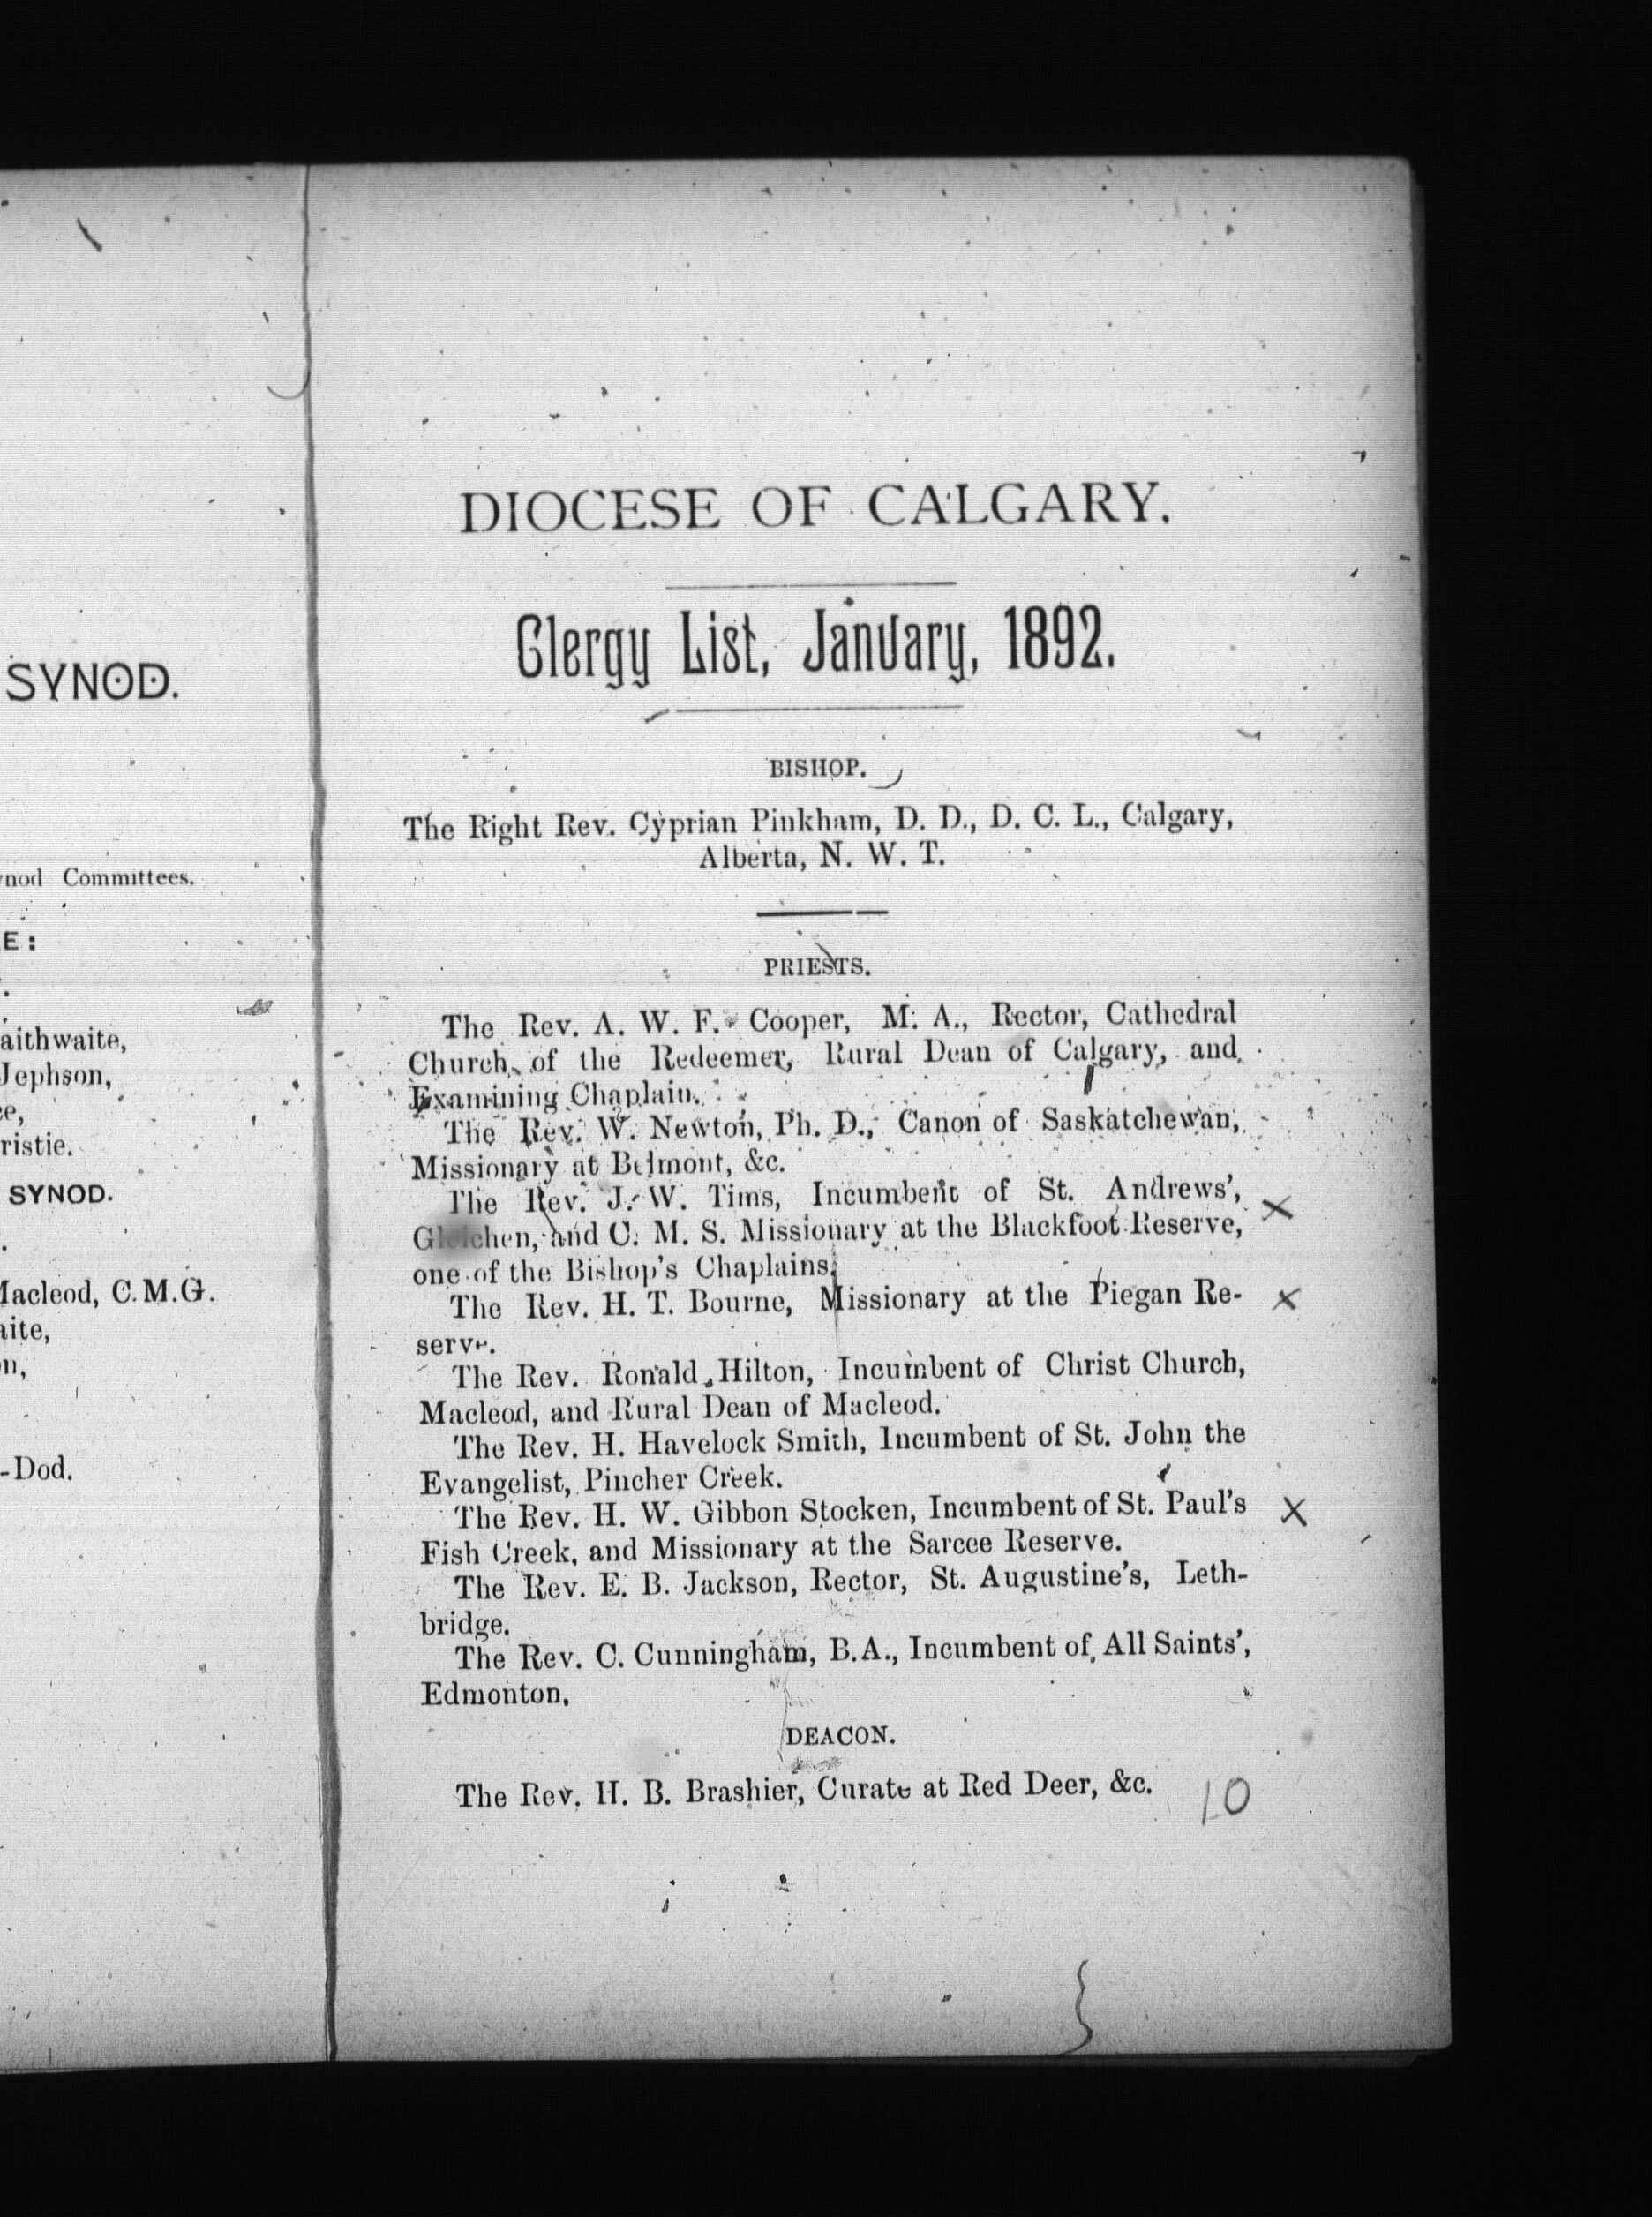 SYNOD.
Committees.
E:
aithwaite,
Jephson,
ristie.
SYNOD.
Macleod, C.M.G.
-Dod.
DIOCESE OF CALGARY.
Clergy List, January, 1892.
BISHOP.
The Right Rev. Cyprian Pinkham, D. D., D. C. L., Calgary,
Alberta, N. W. T.
PRIESTS.
The Rev. A. W. F. Cooper, M. A., Rector, Cathedral
Church of the Redeemer, Rural Dean of Calgary, and
Examining Chaplain.
The Rev. W. Newton, Ph. D., Canon of Saskatchewan,
Missionary at Belmont, &c.
The Rev. J. W. Tims, Incumbent of St. Andrews', X
Gleichen, and C. M. S. Missionary at the Blackfoot Reserve,
one of the Bishop's Chaplains.
The Rev. H. T. Bourne, Missionary at the Piegan Re- X
serve.
The Rev. Ronald Hilton, Incumbent of Christ Church,
Macleod, and Rural Dean of Macleod.
The Rev. H. Havelock Smith, Incumbent of St. John the
Evangelist, Pincher Creek.
The Rev. H. W. Gibbon Stocken, Incumbent of St. Paul's X
Fish Creek, and Missionary at the Sarcee Reserve.
The Rev. E. B. Jackson, Rector, St. Augustine's, Leth-
bridge.
The Rev. C. Cunningham, B.A., Incumbent of All Saints',
Edmonton.
DEACON.
The Rev. H. B. Brashier, Curate at Red Deer, &c. 10